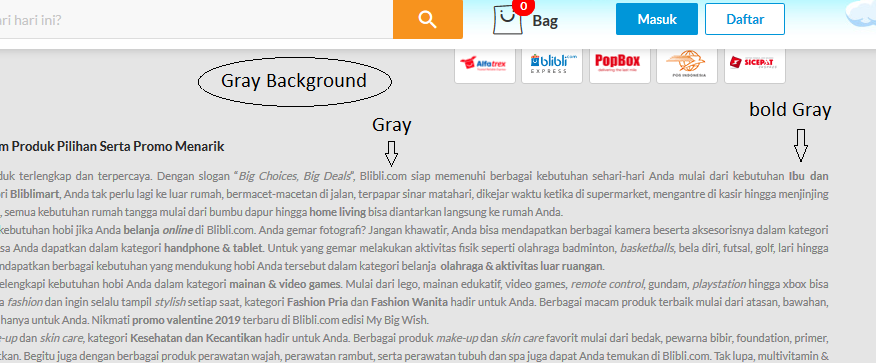 ri hari ini?
0
Bag
Masuk
Daftar
Alfatrex
blibli.com
EXPRESS
PopBox
POS INDONESIA
SICEPAT
Gray Background
bold Gray
Gray
m Produk Pilihan Serta Promo Menarik
duk terlengkap dan terpercaya. Dengan slogan “Big Choices, Big Deals”, Blibli.com siap memenuhi berbagai kebutuhan sehari-hari Anda mulai dari kebutuhan Ibu dan
ri Bliblimart, Anda tak perlu lagi ke luar rumah, bermacet-macetan di jalan, terpapar sinar matahari, dikejar waktu ketika di supermarket, mengantre di kasir hingga menjinjing
, semua kebutuhan rumah tangga mulai dari bumbu dapur hingga home living bisa diantarkan langsung ke rumah Anda.
kebutuhan hobi jika Anda belanja online di Blibli.com. Anda gemar fotografi? Jangan khawatir, Anda bisa mendapatkan berbagai kamera beserta aksesorisnya dalam kategori
sa Anda dapatkan dalam kategori handphone & tablet. Untuk yang gemar melakukan aktivitas fisik seperti olahraga badminton, basketballs, bela diri, futsal, golf, lari hingga
ndapatkan berbagai kebutuhan yang mendukung hobi Anda tersebut dalam kategori belanja olahraga & aktivitas luar ruangan.
elengkapi kebutuhan hobi Anda dalam kategori mainan & video games. Mulai dari lego, mainan edukatif, video games, remote control, gundam, playstation hingga xbox bisa
a fashion dan ingin selalu tampil stylish setiap saat, kategori Fashion Pria dan Fashion Wanita hadir untuk Anda. Berbagai macam produk terbaik mulai dari atasan, bawahan,
hanya untuk Anda. Nikmati promo valentine 2019 terbaru di Blibli.com edisi My Big Wish.
e-up dan skin care, kategori Kesehatan dan Kecantikan hadir untuk Anda. Berbagai produk make-up dan skin care favorit mulai dari bedak, pewarna bibir, foundation, primer,
tkan. Begitu juga dengan berbagai produk perawatan wajah, perawatan rambut, serta perawatan tubuh dan spa juga dapat Anda temukan di Blibli.com. Tak lupa, multivitamin &